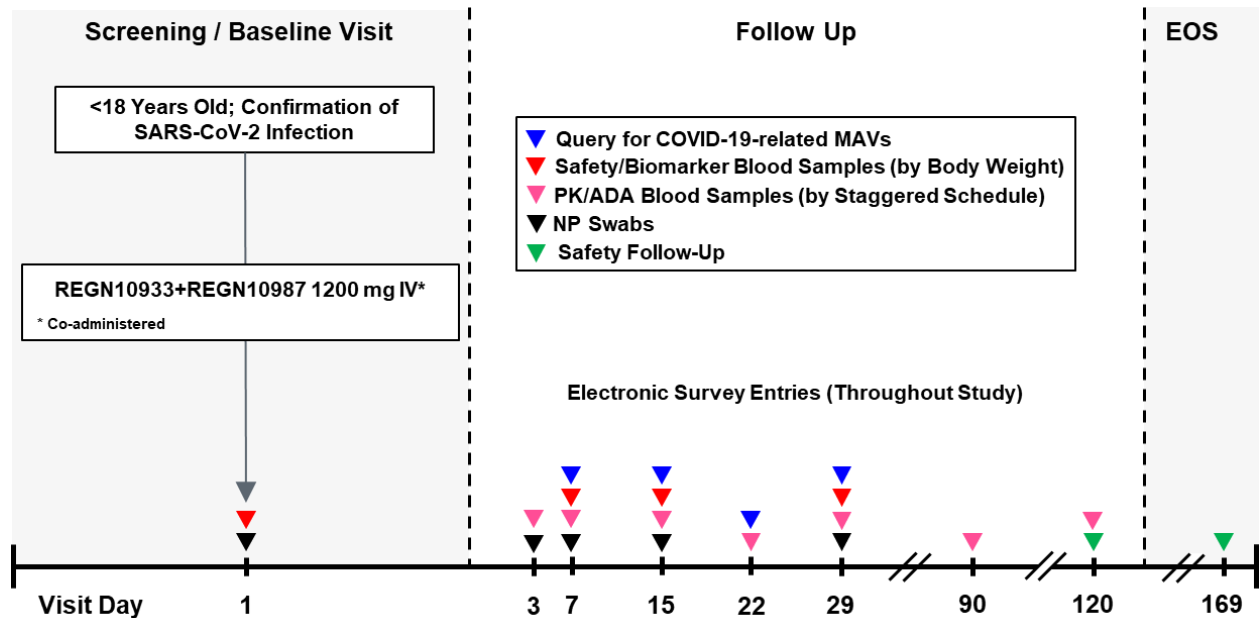 Screening / Baseline Visit
Follow Up
EOS
<18 Years Old; Confirmation of
SARS-CoV-2 Infection
Query for COVID-19-related MAVs
Safety/Biomarker Blood Samples (by Body Weight)
PK/ADA Blood Samples (by Staggered Schedule)
NP Swabs
Safety Follow-Up
REGN10933+REGN10987 1200 mg IV*
* Co-administered
Electronic Survey Entries (Throughout Study)
Visit Day 1 3 7 15 22 29 90 120 169